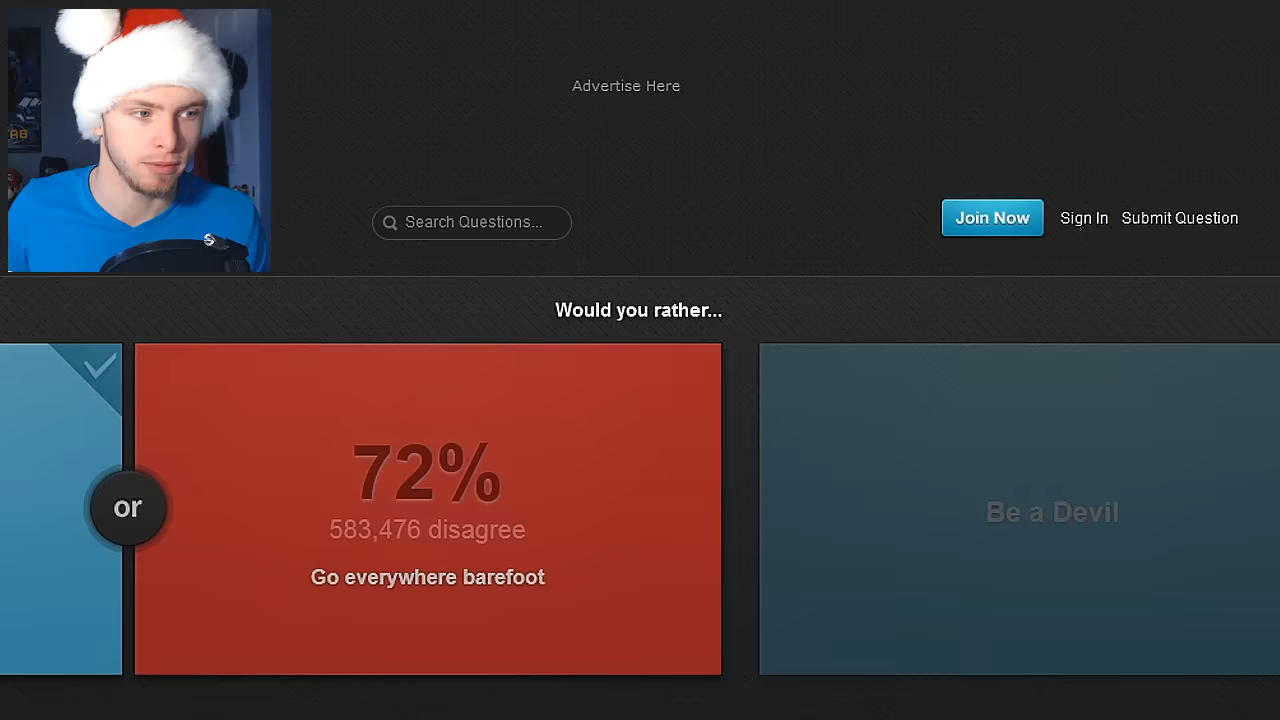 Advertise Here
Search Questions...
Join Now
Sign In
Submit Question
Would you rather...
or
72%
583,476 disagree
Go everywhere barefoot
Be a Devil